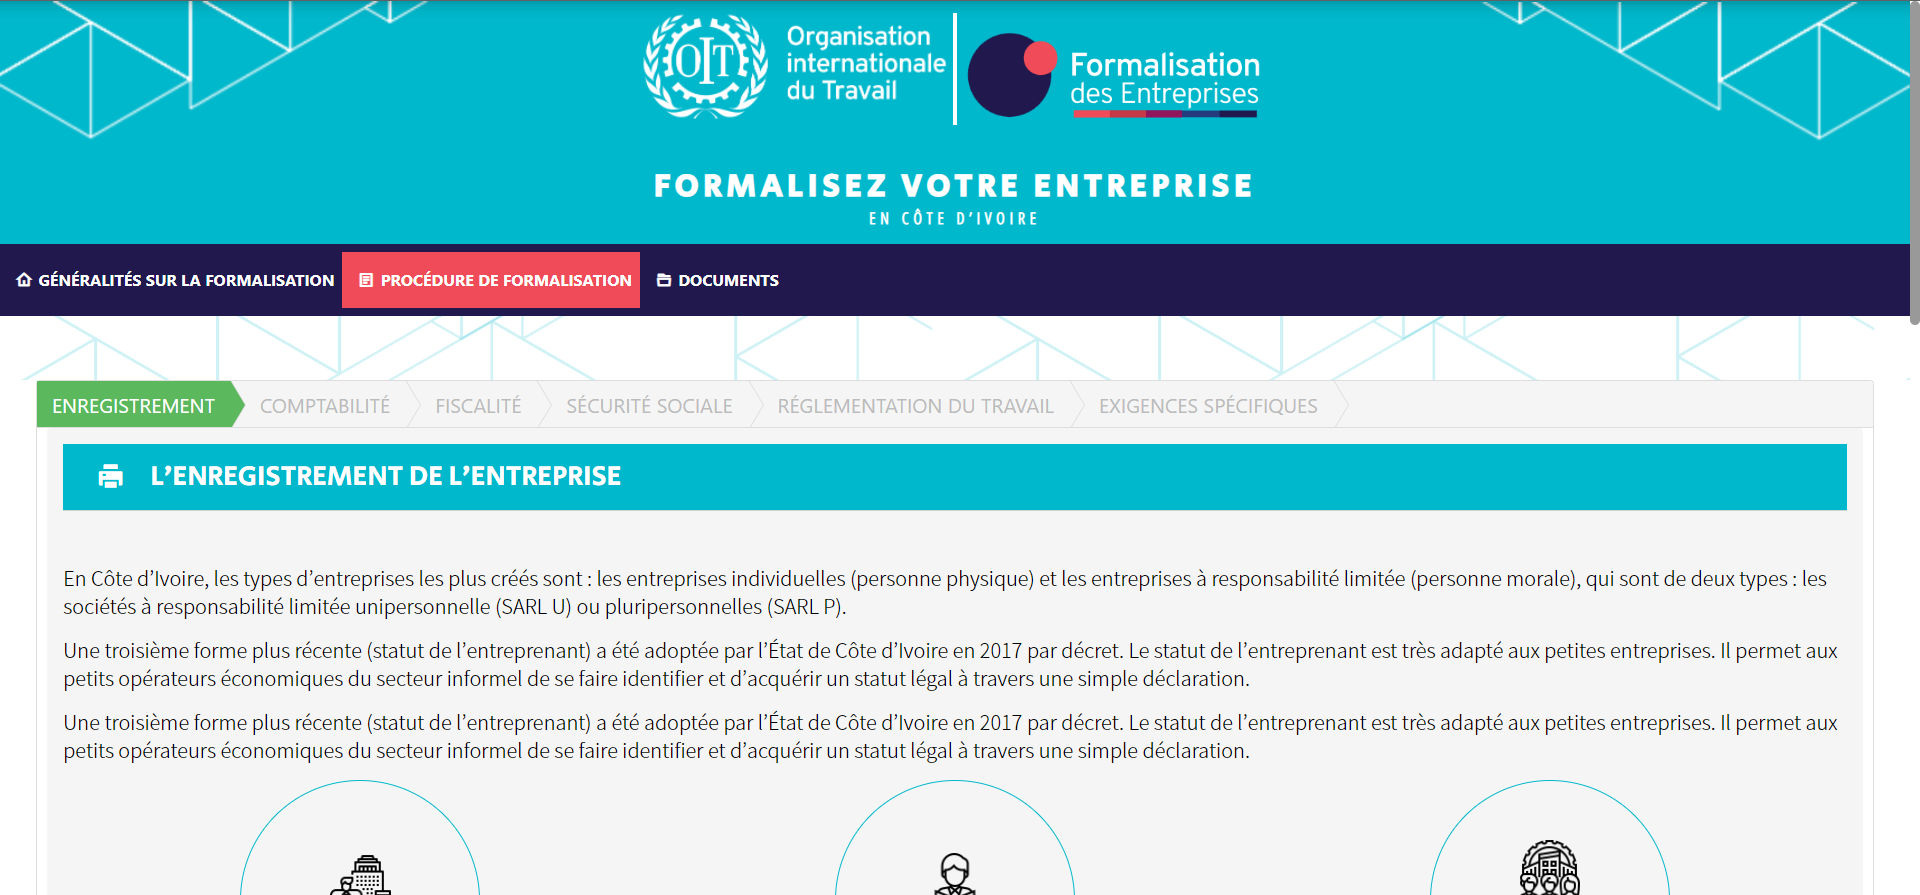 OIT
Organisation
internationale
du Travail
Formalisation
des Entreprises
FORMALISEZ VOTRE ENTREPRISE
EN CÔTE D'IVOIRE
GÉNÉRALITÉS SUR LA FORMALISATION PROCÉDURE DE FORMALISATION DOCUMENTS
ENREGISTREMENT COMPTABILITÉ FISCALITÉ SÉCURITÉ SOCIALE RÉGLEMENTATION DU TRAVAIL EXIGENCES SPÉCIFIQUES
L’ENREGISTREMENT DE L’ENTREPRISE
En Côte d’Ivoire, les types d’entreprises les plus créés sont : les entreprises individuelles (personne physique) et les entreprises à responsabilité limitée (personne morale), qui sont de deux types : les
sociétés à responsabilité limitée unipersonnelle (SARL U) ou pluripersonnelles (SARL P).
Une troisième forme plus récente (statut de l’entreprenant) a été adoptée par l’État de Côte d’Ivoire en 2017 par décret. Le statut de l’entreprenant est très adapté aux petites entreprises. Il permet aux
petits opérateurs économiques du secteur informel de se faire identifier et d’acquérir un statut légal à travers une simple déclaration.
Une troisième forme plus récente (statut de l’entreprenant) a été adoptée par l’État de Côte d’Ivoire en 2017 par décret. Le statut de l’entreprenant est très adapté aux petites entreprises. Il permet aux
petits opérateurs économiques du secteur informel de se faire identifier et d’acquérir un statut légal à travers une simple déclaration.